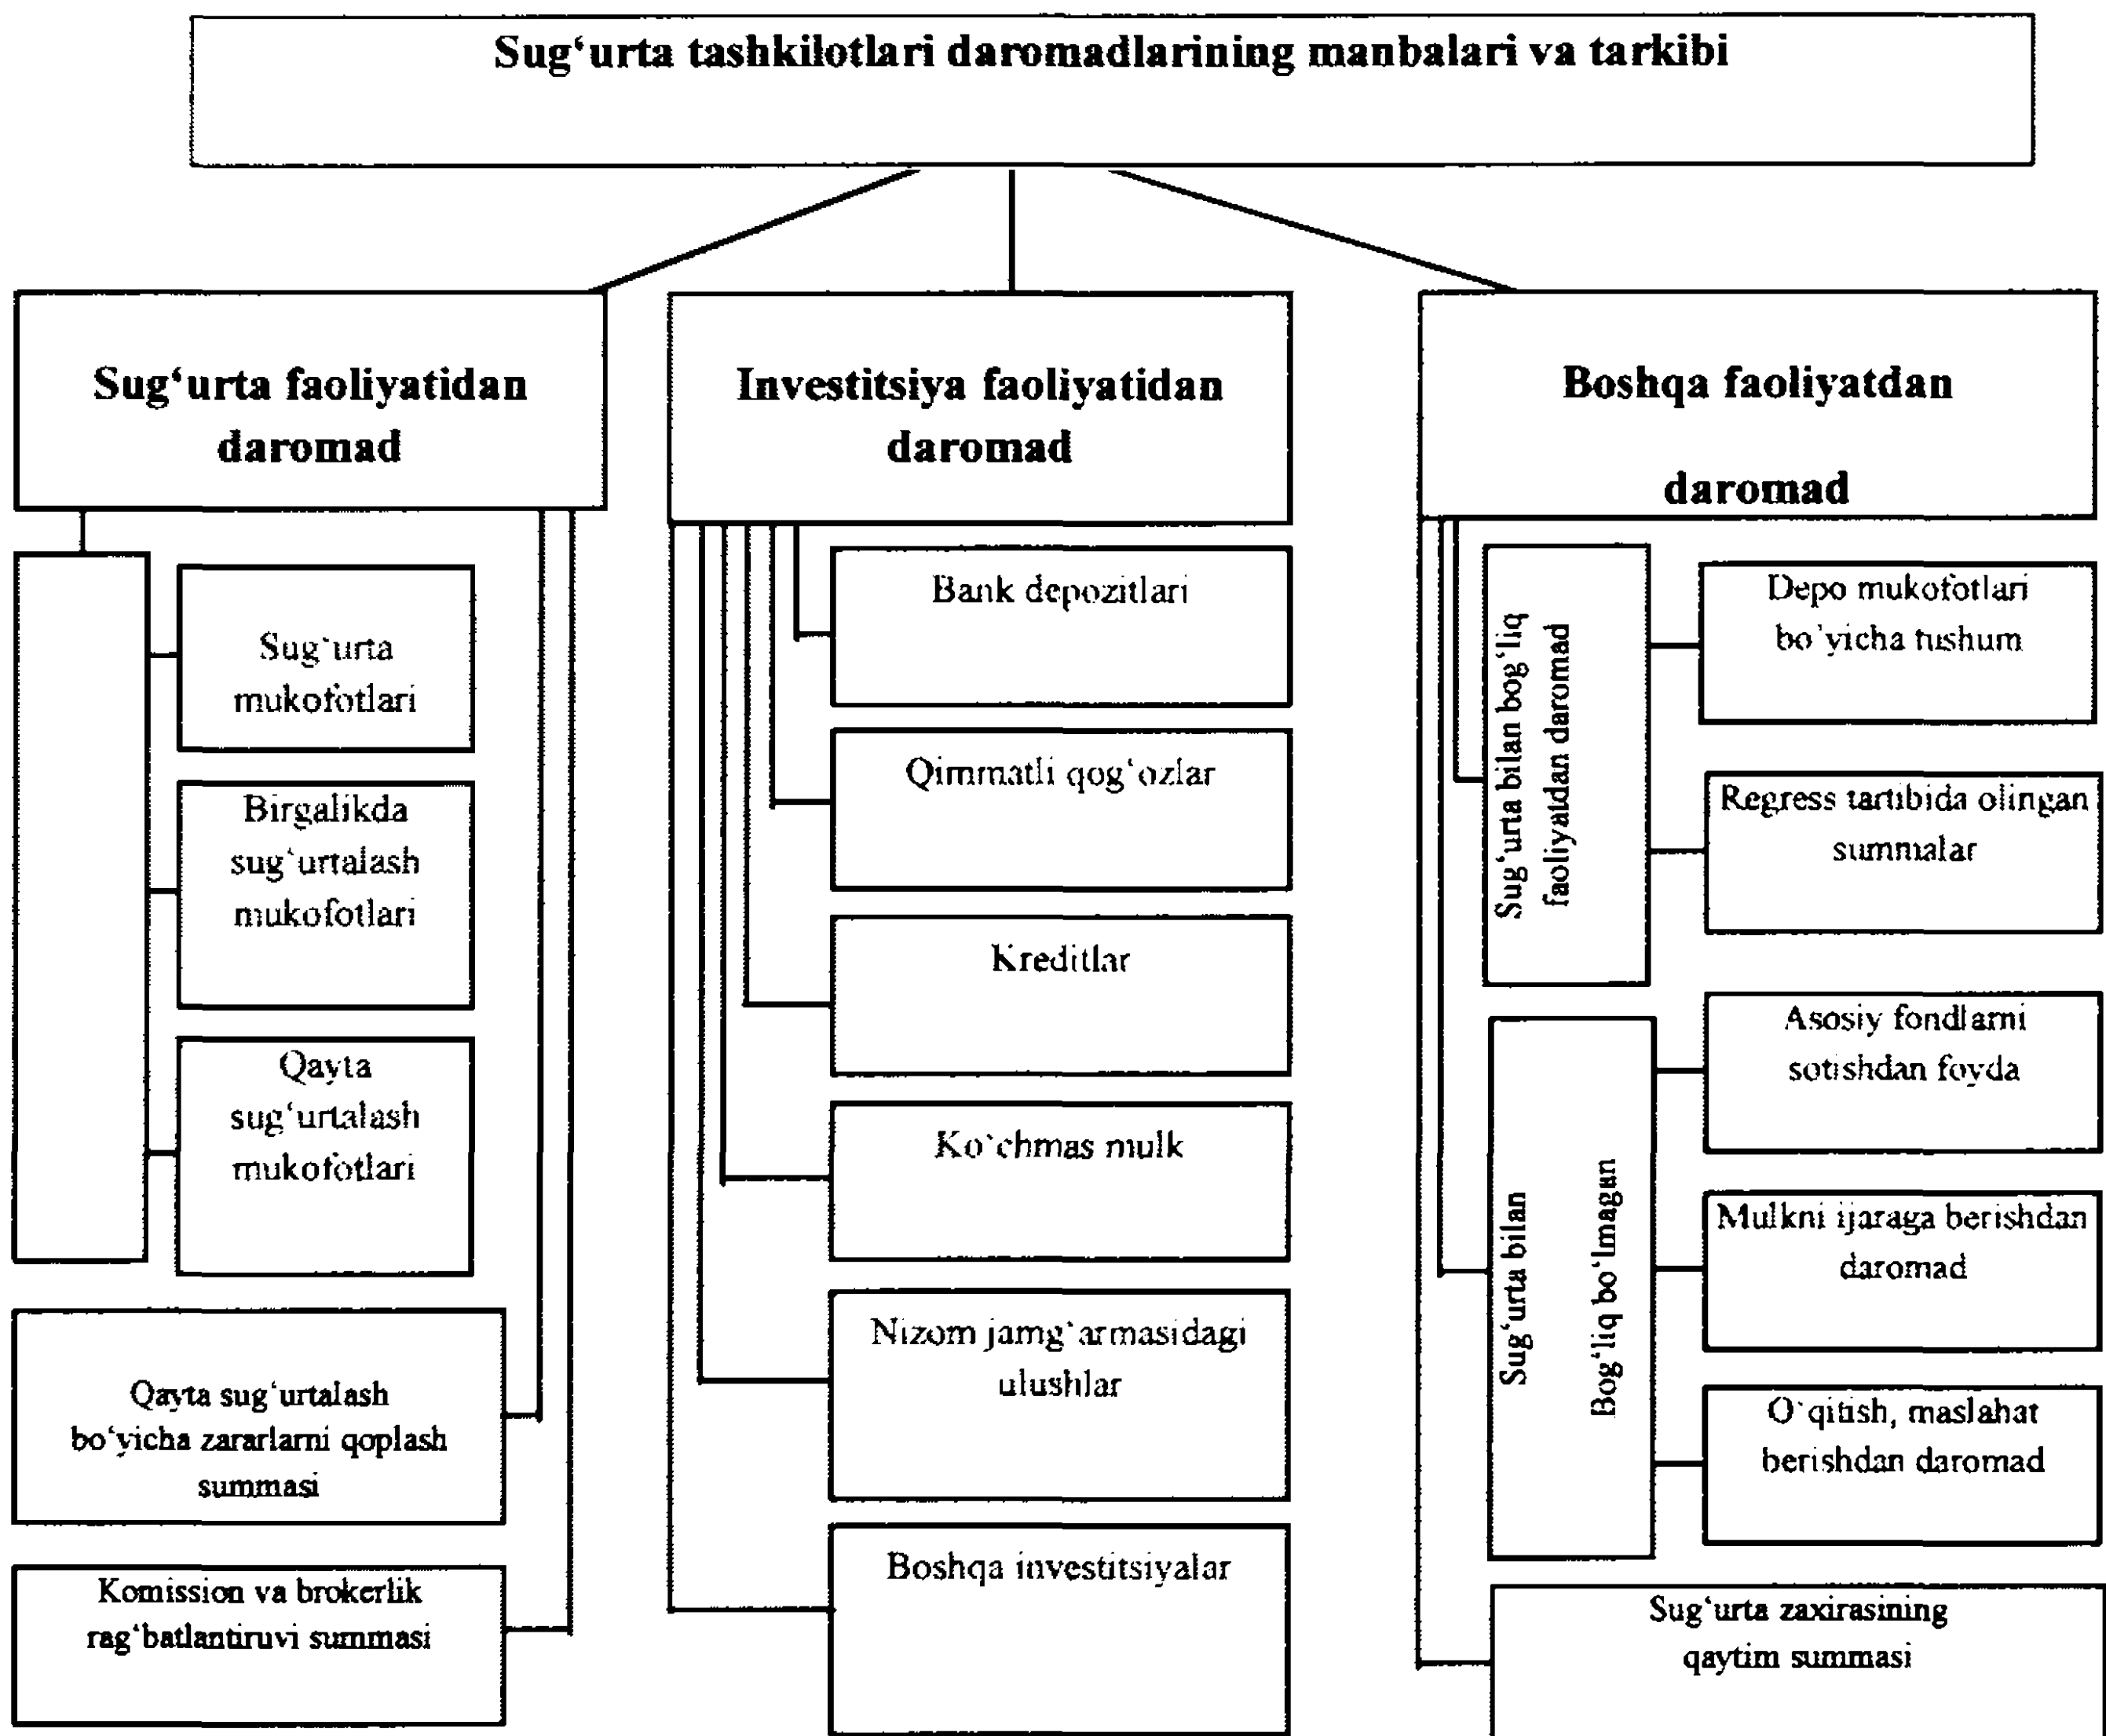 Sug‘urta tashkilotlari daromadlarining manbalari va tarkibi
Sug‘urta faoliyatidan
daromad
Sug‘urta
mukofotlari
Birgalikda
sug‘urtalash
mukofotlari
Qayta
sug‘urtalash
mukofotlari
Qayta sug‘urtalash
bo‘yicha zararlarni qoplash
summasi
Komission va brokerlik
rag‘batlantiruvi summasi
Investitsiya faoliyatidan
daromad
Bank depozitlari
Qimmatli qog‘ozlar
Kreditlar
Ko‘chmas mulk
Nizom jamg‘armasidagi
ulushlar
Boshqa investitsiyalar
Boshqa faoliyatdan
daromad
Sug‘urta bilan bog‘liq
faoliyatdan daromad
Depo mukofotlari
bo‘yicha tushum
Regress tartibida olingan
summalar
Sug‘urta bilan
Bog‘liq bo‘lmagan
Asosiy fondlarni
sotishdan foyda
Mulkni ijaraga berishdan
daromad
O‘qitish, maslahat
berishdan daromad
Sug‘urta zaxirasining
qaytim summasi